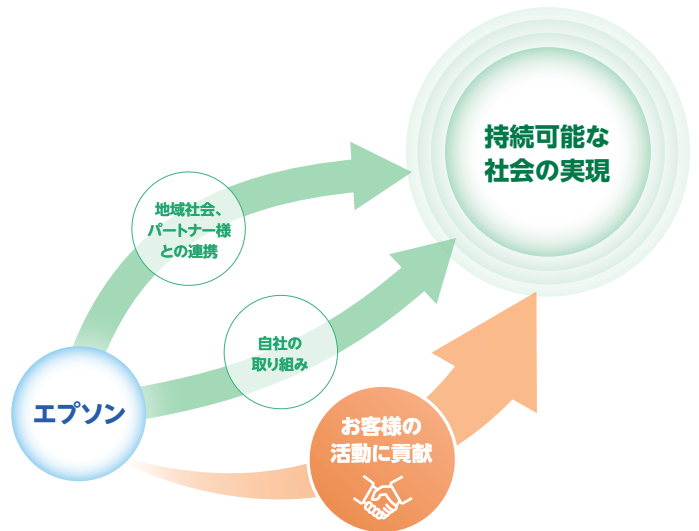 持続可能な
社会の実現
地域社会、
パートナー様
との連携
自社の
取り組み
エプソン
お客様の
活動に貢献